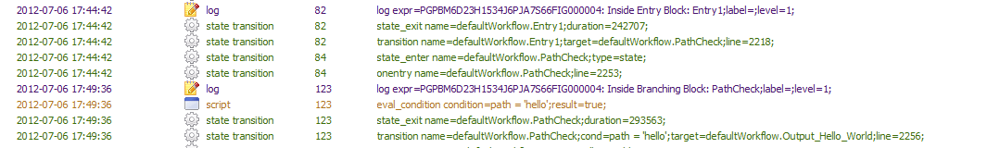 2012-07-06 17:44:42 log 82 log expr=PGPBM6D23H1534J6PJA7S66FIG000004: Inside Entry Block: Entry1;label=;level=1;
2012-07-06 17:44:42 state transition 82 state_exit name=defaultWorkflow.Entry1;duration=242707;
2012-07-06 17:44:42 state transition 82 transition name=defaultWorkflow.Entry1;target=defaultWorkflow.PathCheck;line=2218;
2012-07-06 17:44:42 state transition 84 state_enter name=defaultWorkflow.PathCheck;type=state;
2012-07-06 17:44:42 state transition 84 onentry name=defaultWorkflow.PathCheck;line=2253;
2012-07-06 17:49:36 log 123 log expr=PGPBM6D23H1534J6PJA7S66FIG000004: Inside Branching Block: PathCheck;label=;level=1;
2012-07-06 17:49:36 script 123 eval_condition condition=path = 'hello';result=true;
2012-07-06 17:49:36 state transition 123 state_exit name=defaultWorkflow.PathCheck;duration=293563;
2012-07-06 17:49:36 state transition 123 transition name=defaultWorkflow.PathCheck;cond=path = 'hello';target=defaultWorkflow.Output_Hello_World;line=2256;